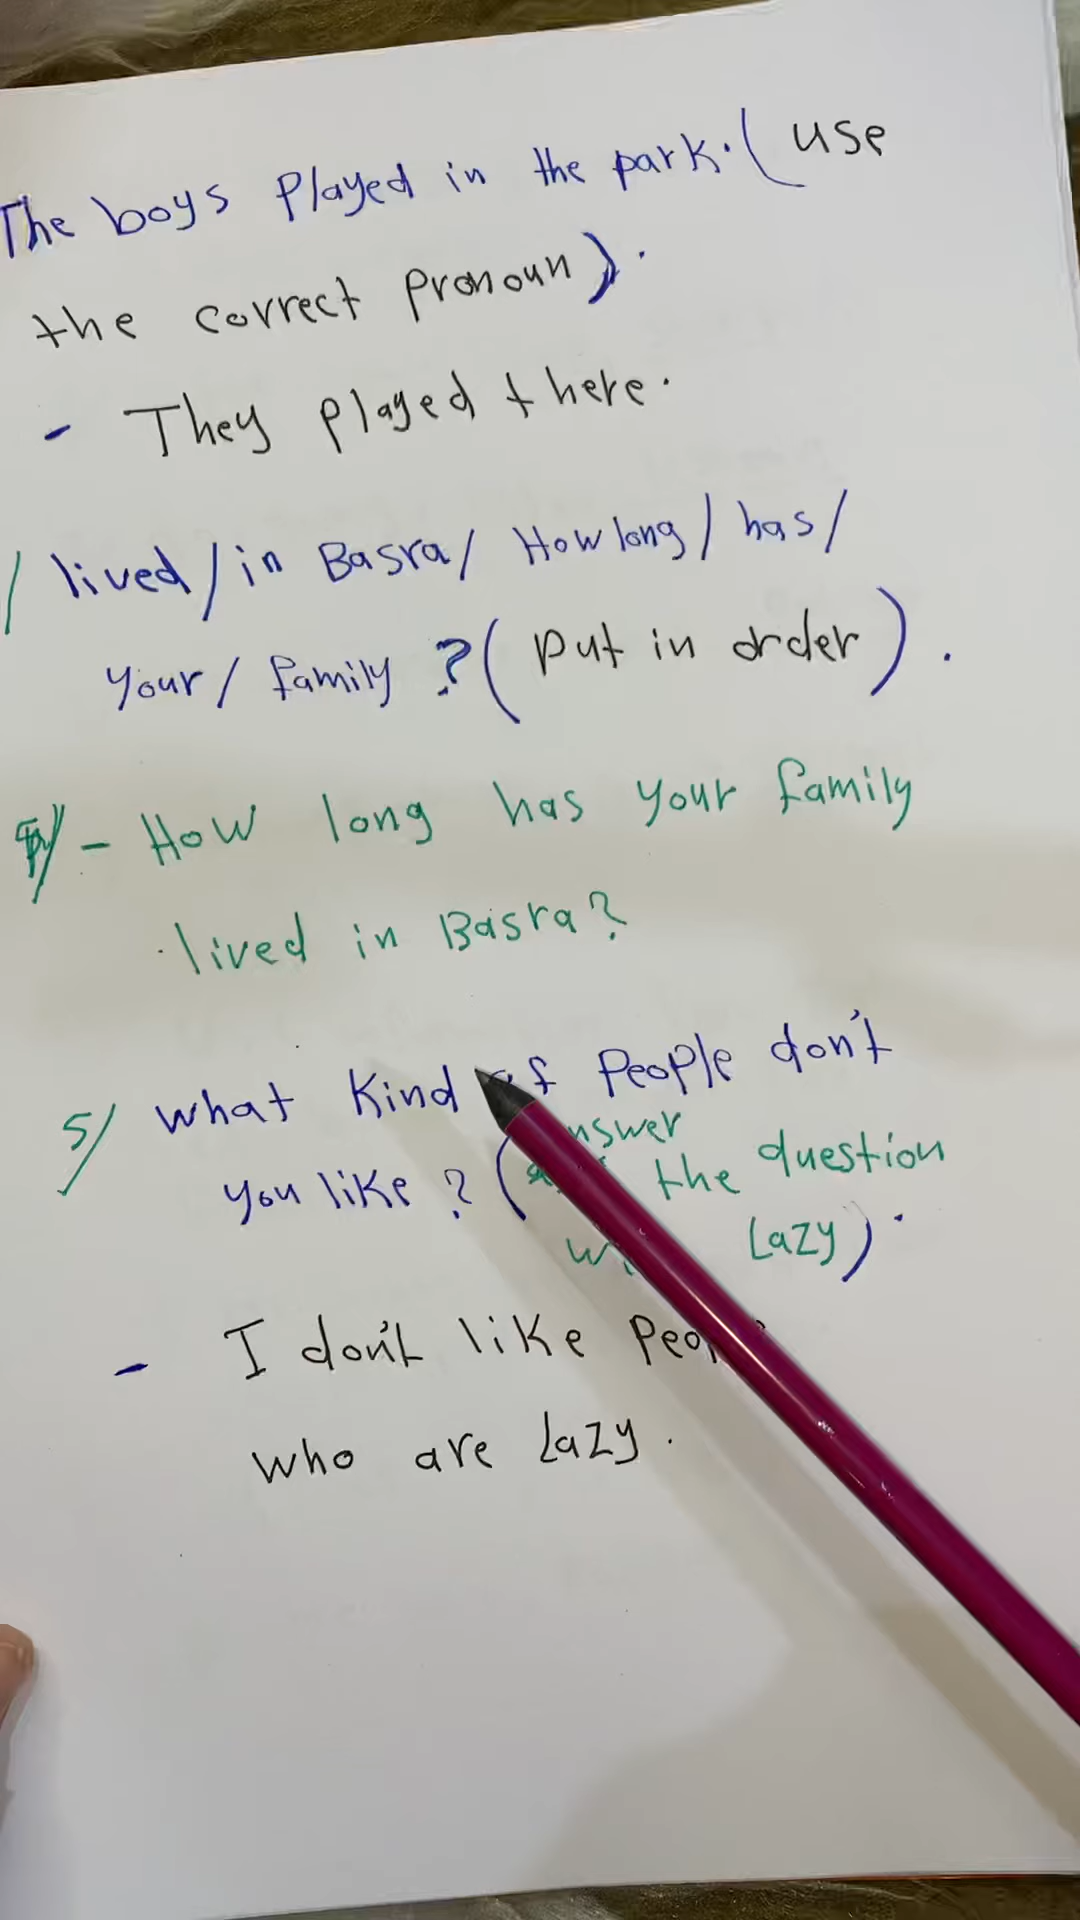 The boys played in the park. (use
the correct pronoun).
- They played there.
/ lived / in Basra / How long / has /
your / family ? ( put in order ) .
- How long has your family
lived in Basra?
5/ what kind of people don't
you like ? ( answer
the question
Lazy ) .
- I don't like
who are Lazy .